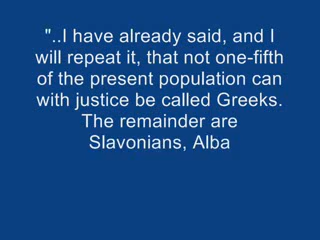 "..I have already said, and I
will repeat it, that not one-fifth
of the present population can
with justice be called Greeks.
The remainder are
Slavonians, Alba